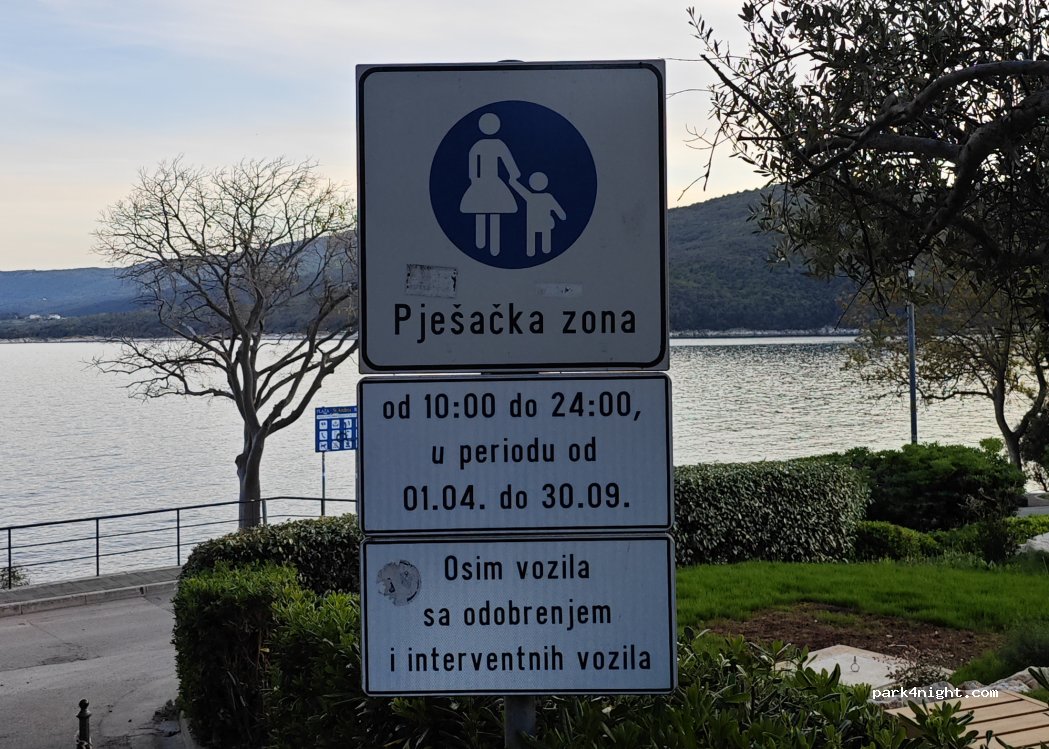 Pješačka zona
od 10:00 do 24:00,
u periodu od
01.04. do 30.09.
Osim vozila
sa odobrenjem
i interventnih vozila
park4night.com